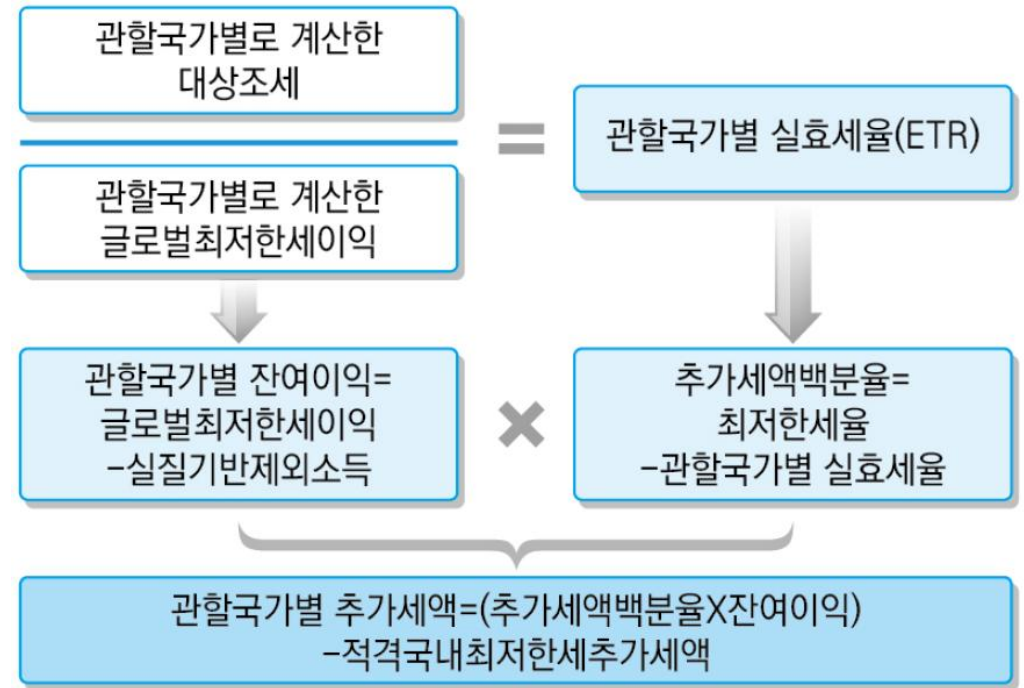 관할국가별로 계산한
대상조세
=
관할국가별 실효세율(ETR)
관할국가별로 계산한
글로벌최저한세이익
관할국가별 잔여이익=
글로벌최저한세이익
-실질기반제외소득
×
추가세액백분율=
최저한세율
-관할국가별 실효세율
관할국가별 추가세액=(추가세액백분율X잔여이익)
-적격국내최저한세추가세액